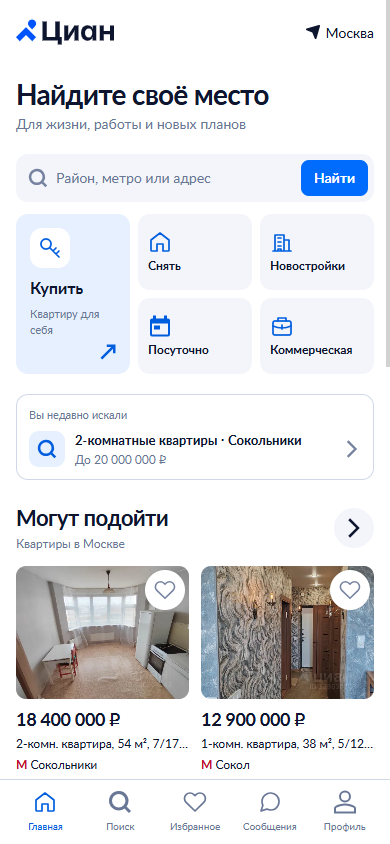 Циан
Москва
Найдите своё место
Для жизни, работы и новых планов
Район, метро или адрес
Найти
Купить
Квартиру для
себя
Снять
Новостройки
Посуточно
Коммерческая
Вы недавно искали
2-комнатные квартиры · Сокольники
До 20 000 000 ₽
Могут подойти
Квартиры в Москве
18 400 000 ₽
2-комн. квартира, 54 м², 7/17...
М Сокольники
12 900 000 ₽
1-комн. квартира, 38 м², 5/12...
М Сокол
Главная
Поиск
Избранное
Сообщения
Профиль